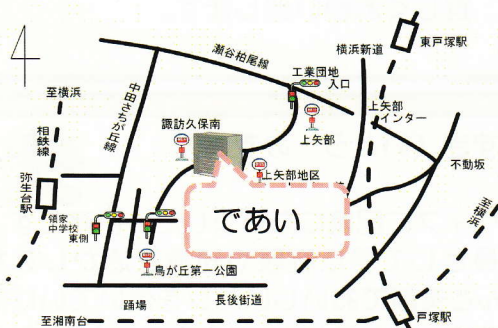 瀬谷柏尾線
横浜新道
東戸塚駅
工業団地
入口
至横浜
相鉄線
中田さちが丘線
諏訪久保南
上矢部
上矢部
インター
不動坂
弥生台駅
上矢部地区
であい
領家
中学校
東側
至横浜
鳥が丘第一公園
踊場
長後街道
至湘南台
戸塚駅